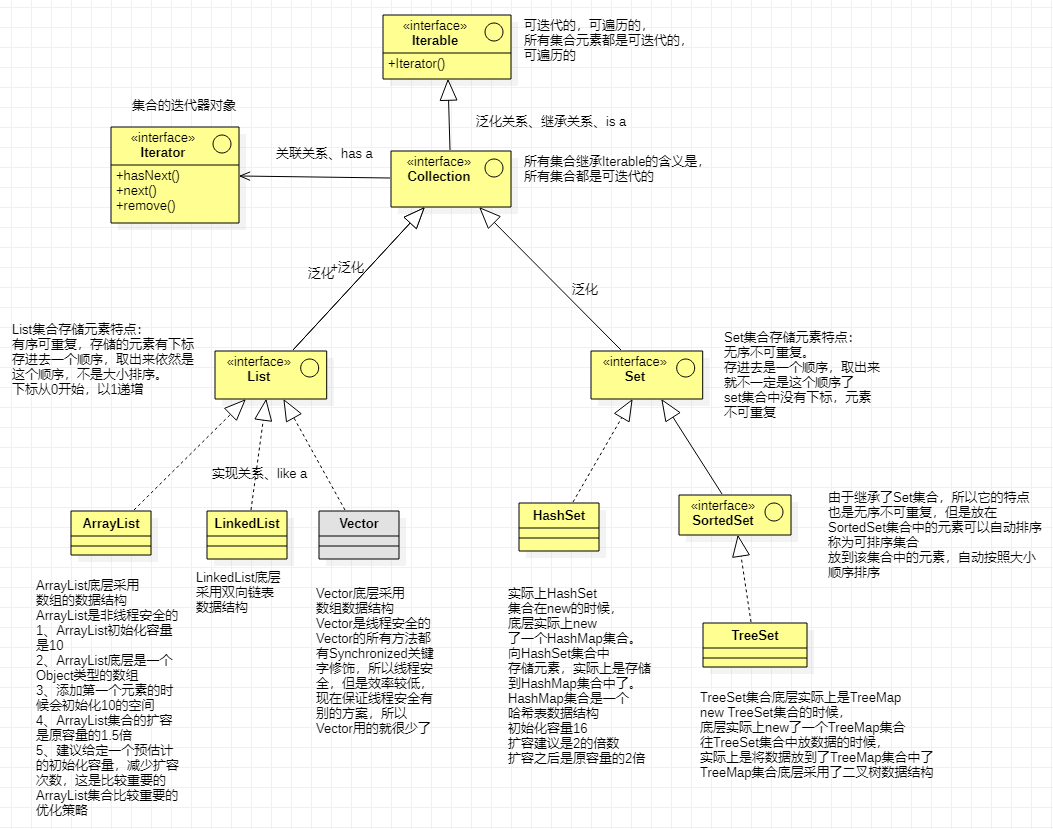 «interface»
Iterable
+Iterator()
可迭代的，可遍历的，
所有集合元素都是可迭代的，
可遍历的
集合的迭代器对象
«interface»
Iterator
+hasNext()
+next()
+remove()
泛化关系、继承关系、is a
关联关系、has a
«interface»
Collection
所有集合继承Iterable的含义是，
所有集合都是可迭代的
泛化
+泛化
泛化
List集合存储元素特点：
有序可重复，存储的元素有下标
存进去一个顺序，取出来依然是
这个顺序，不是大小排序。
下标从0开始，以1递增
«interface»
List
«interface»
Set
Set集合存储元素特点：
无序不可重复。
存进去是一个顺序，取出来
就不一定是这个顺序了
set集合中没有下标，元素
不可重复
实现关系、like a
ArrayList
LinkedList
Vector
HashSet
«interface»
SortedSet
由于继承了Set集合，所以它的特点
也是无序不可重复，但是放在
SortedSet集合中的元素可以自动排序
称为可排序集合
放到该集合中的元素，自动按照大小
顺序排序
ArrayList底层采用
数组的数据结构
ArrayList是非线程安全的
1、ArrayList初始化容量
是10
2、ArrayList底层是一个
Object类型的数组
3、添加第一个元素的时
候会初始化10的空间
4、ArrayList集合的扩容
是原容量的1.5倍
5、建议给定一个预估计
的初始化容量，减少扩容
次数，这是比较重要的
ArrayList集合比较重要的
优化策略
LinkedList底层
采用双向链表
数据结构
Vector底层采用
数组数据结构
Vector是线程安全的
Vector的所有方法都
有Synchronized关键
字修饰，所以线程安
全，但是效率较低，
现在保证线程安全有
别的方案，所以
Vector用的就很少了
实际上HashSet
集合在new的时候，
底层实际上new
了一个HashMap集合。
向HashSet集合中
存储元素，实际上是存储
到HashMap集合中了。
HashMap集合是一个
哈希表数据结构
初始化容量16
扩容建议是2的倍数
扩容之后是原容量的2倍
TreeSet
TreeSet集合底层实际上是TreeMap
new TreeSet集合的时候，
底层实际上new了一个TreeMap集合
往TreeSet集合中放数据的时候，
实际上是将数据放到了TreeMap集合中了
TreeMap集合底层采用了二叉树数据结构